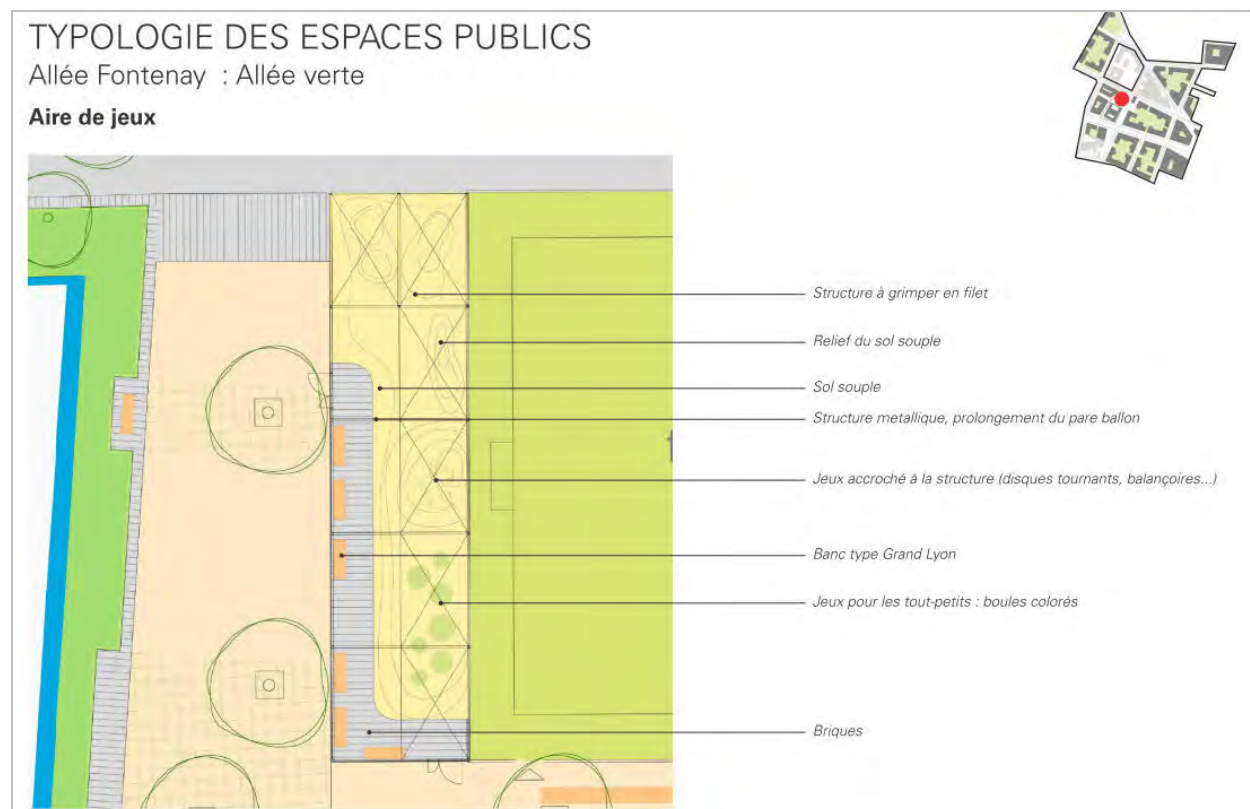 TYPOLOGIE DES ESPACES PUBLICS
Allée Fontenay : Allée verte
Aire de jeux
Structure à grimper en filet
Relief du sol souple
Sol souple
Structure metallique, prolongement du pare ballon
Jeux accroché à la structure (disques tournants, balançoires...)
Banc type Grand Lyon
Jeux pour les tout-petits : boules colorés
Briques